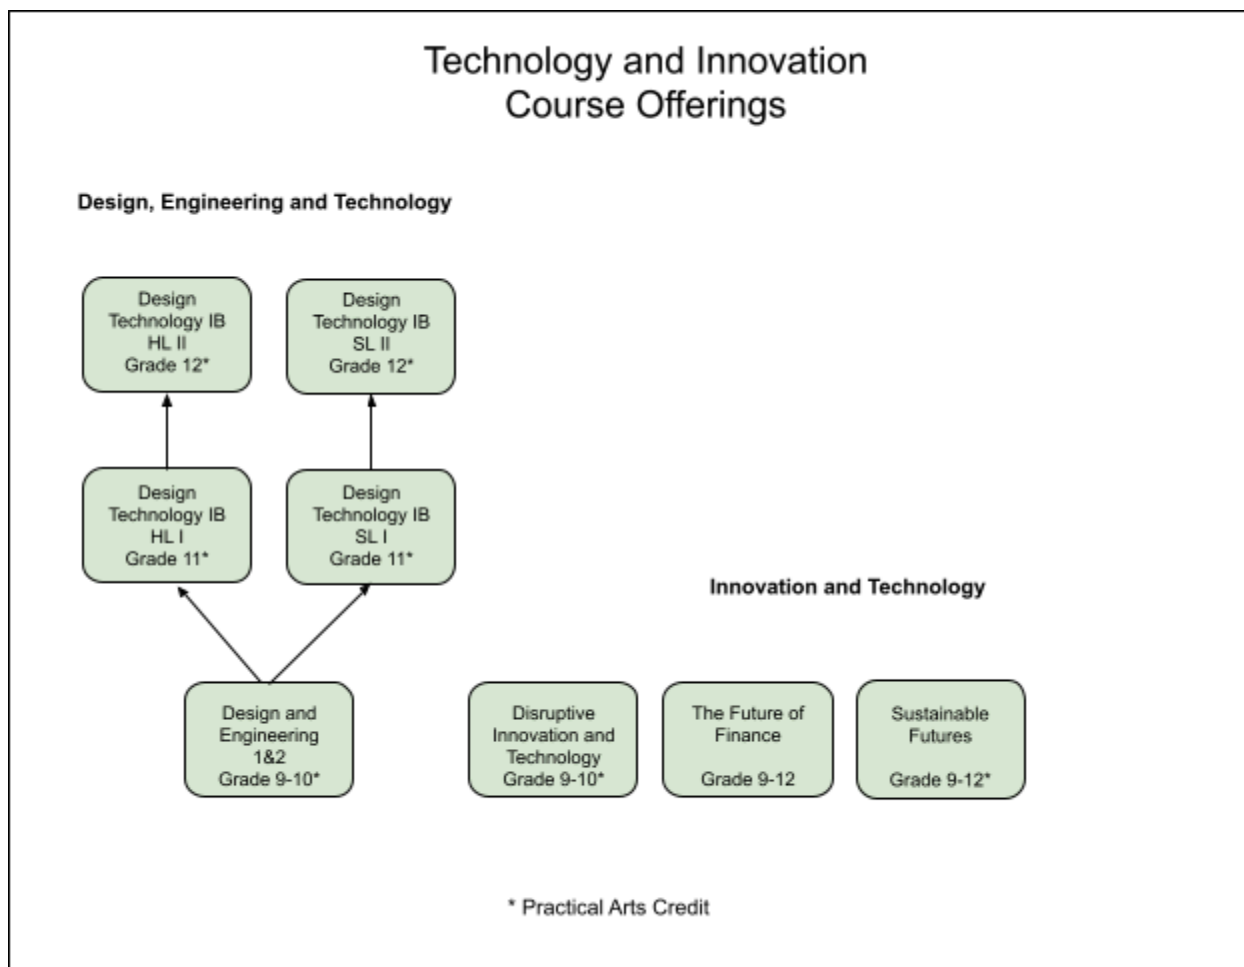 Technology and Innovation
Course Offerings
Design, Engineering and Technology
Design
Technology IB
HL II
Grade 12*
Design
Technology IB
SL II
Grade 12*
Design
Technology IB
HL I
Grade 11*
Design
Technology IB
SL I
Grade 11*
Innovation and Technology
Design and
Engineering
1&2
Grade 9-10*
Disruptive
Innovation and
Technology
Grade 9-10*
The Future of
Finance
Grade 9-12
Sustainable
Futures
Grade 9-12*
* Practical Arts Credit